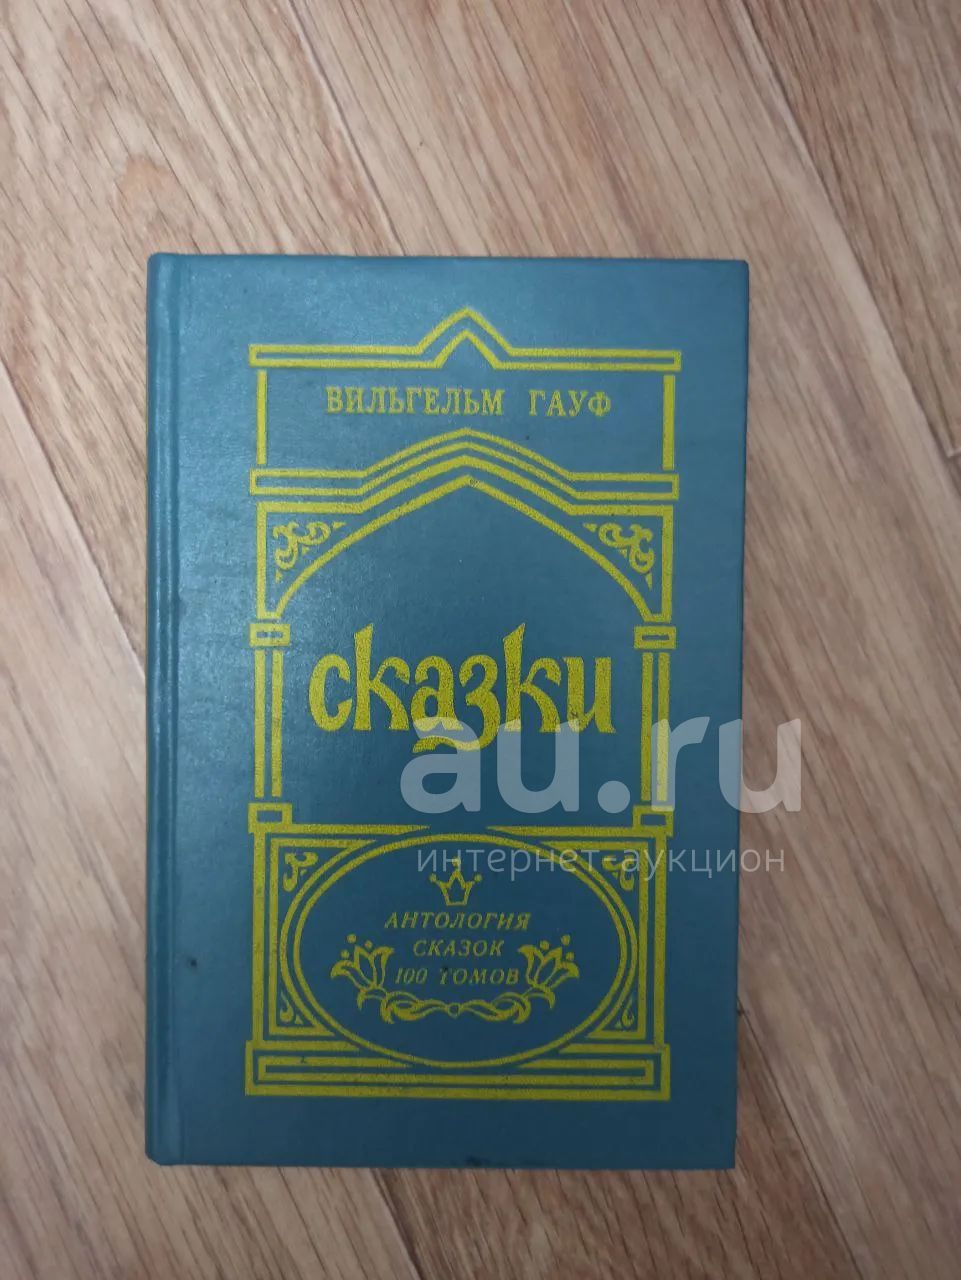 ВИЛЬГЕЛЬМ ГАУФ
сказки
au.ru
интернет-аукцион
АНТОЛОГИЯ
СКАЗОК
100 ТОМОВ